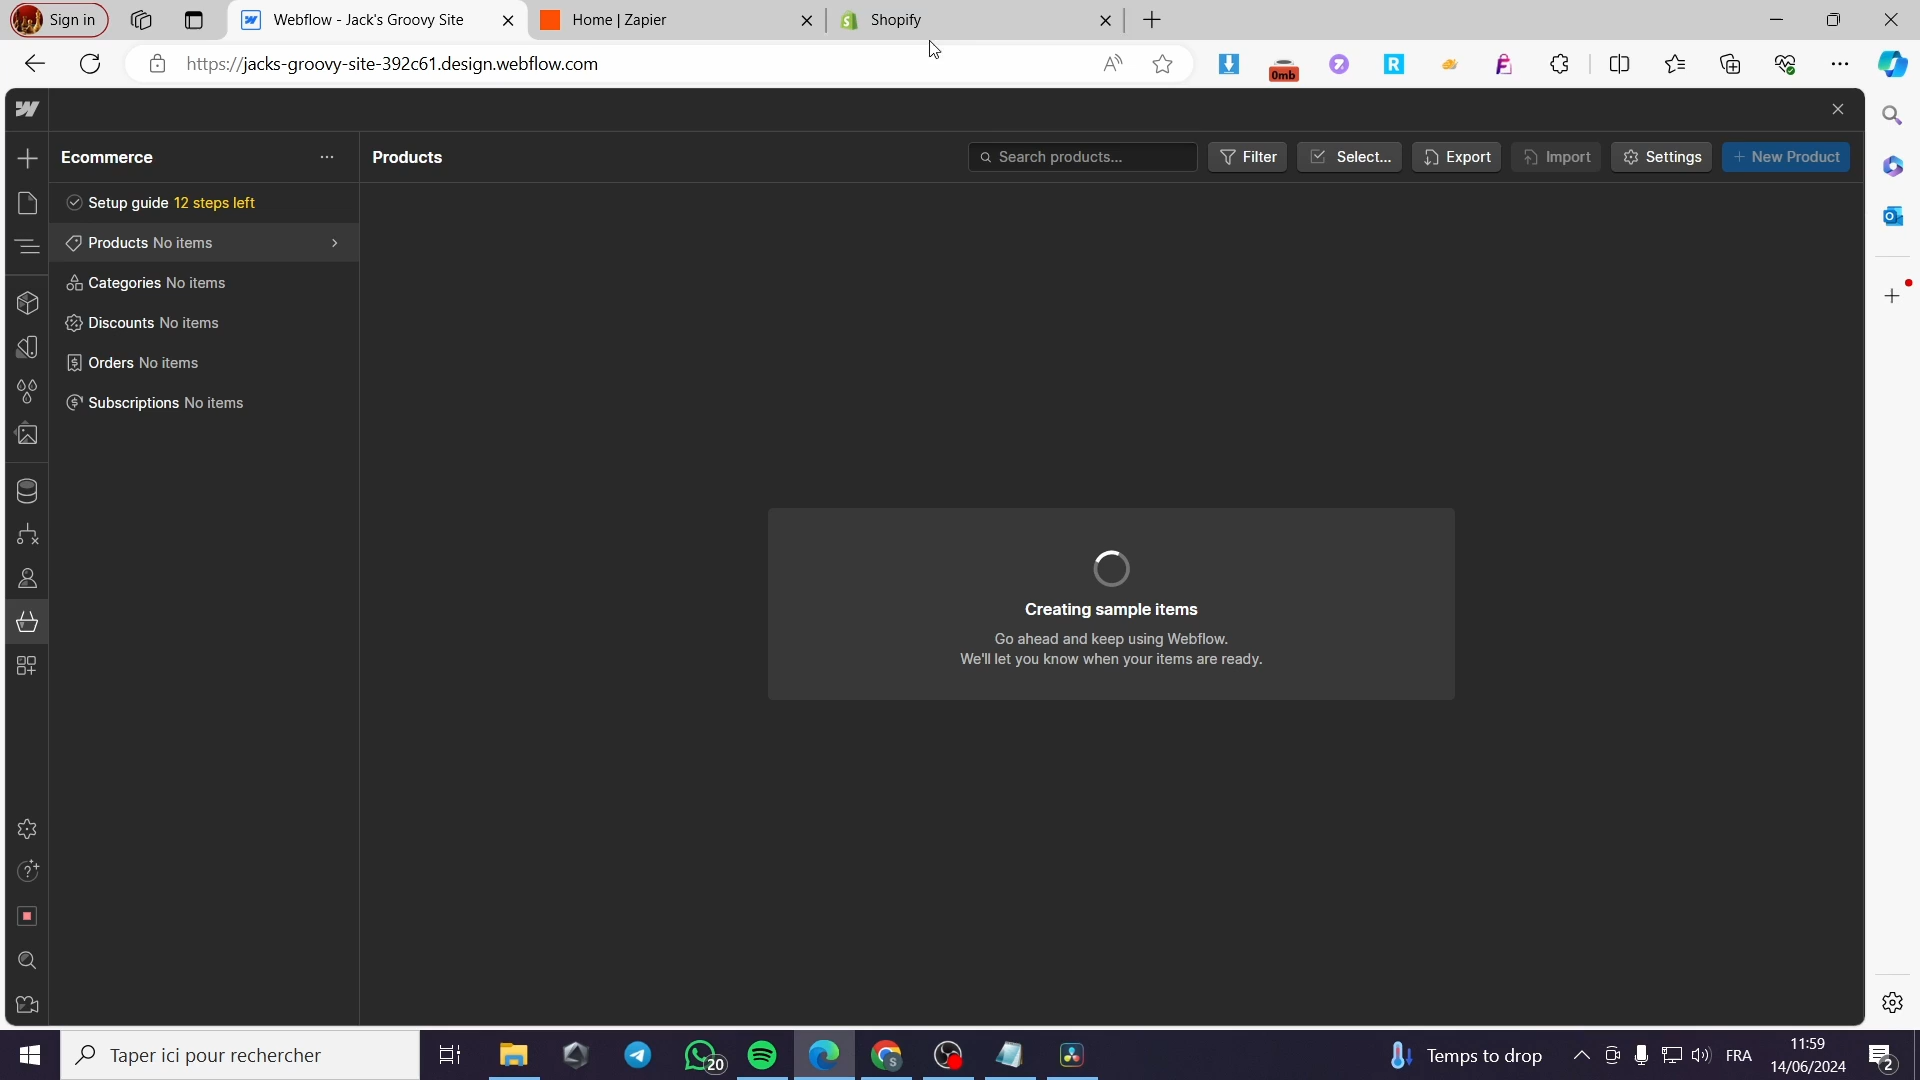 Sign in
Webflow - Jack's Groovy Site
Home | Zapier
Shopify
https://jacks-groovy-site-392c61.design.webflow.com
0mb
Ecommerce
Products
Search products...
Filter
Select...
Export
Import
Settings
New Product
Setup guide 12 steps left
Products No items
Categories No items
Discounts No items
Orders No items
Subscriptions No items
Creating sample items
Go ahead and keep using Webflow.
We'll let you know when your items are ready.
Taper ici pour rechercher
20
Temps to drop
FRA
11:59
14/06/2024
2